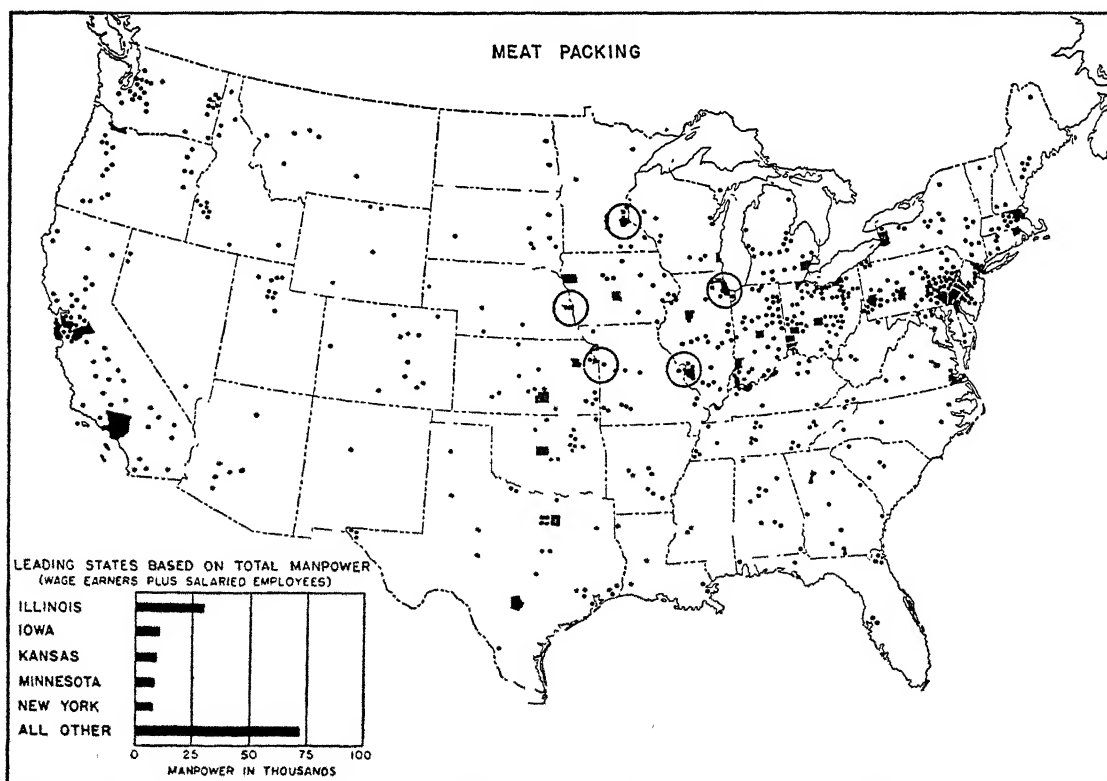 MEAT PACKING
LEADING STATES BASED ON TOTAL MANPOWER
(WAGE EARNERS PLUS SALARIED EMPLOYEES)
ILLINOIS
IOWA
KANSAS
MINNESOTA
NEW YORK
ALL OTHER
0 25 50 75 100
MANPOWER IN THOUSANDS